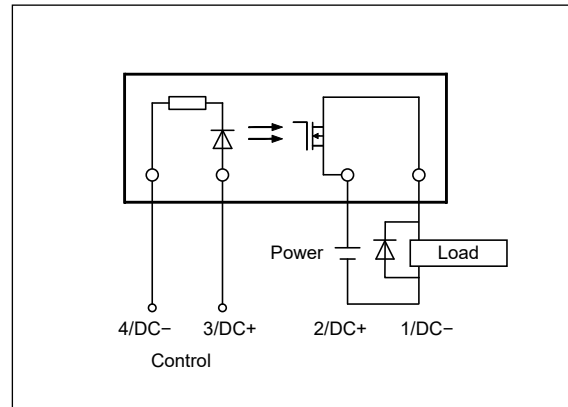 Power
Load
4/DC−
3/DC+
2/DC+
1/DC−
Control